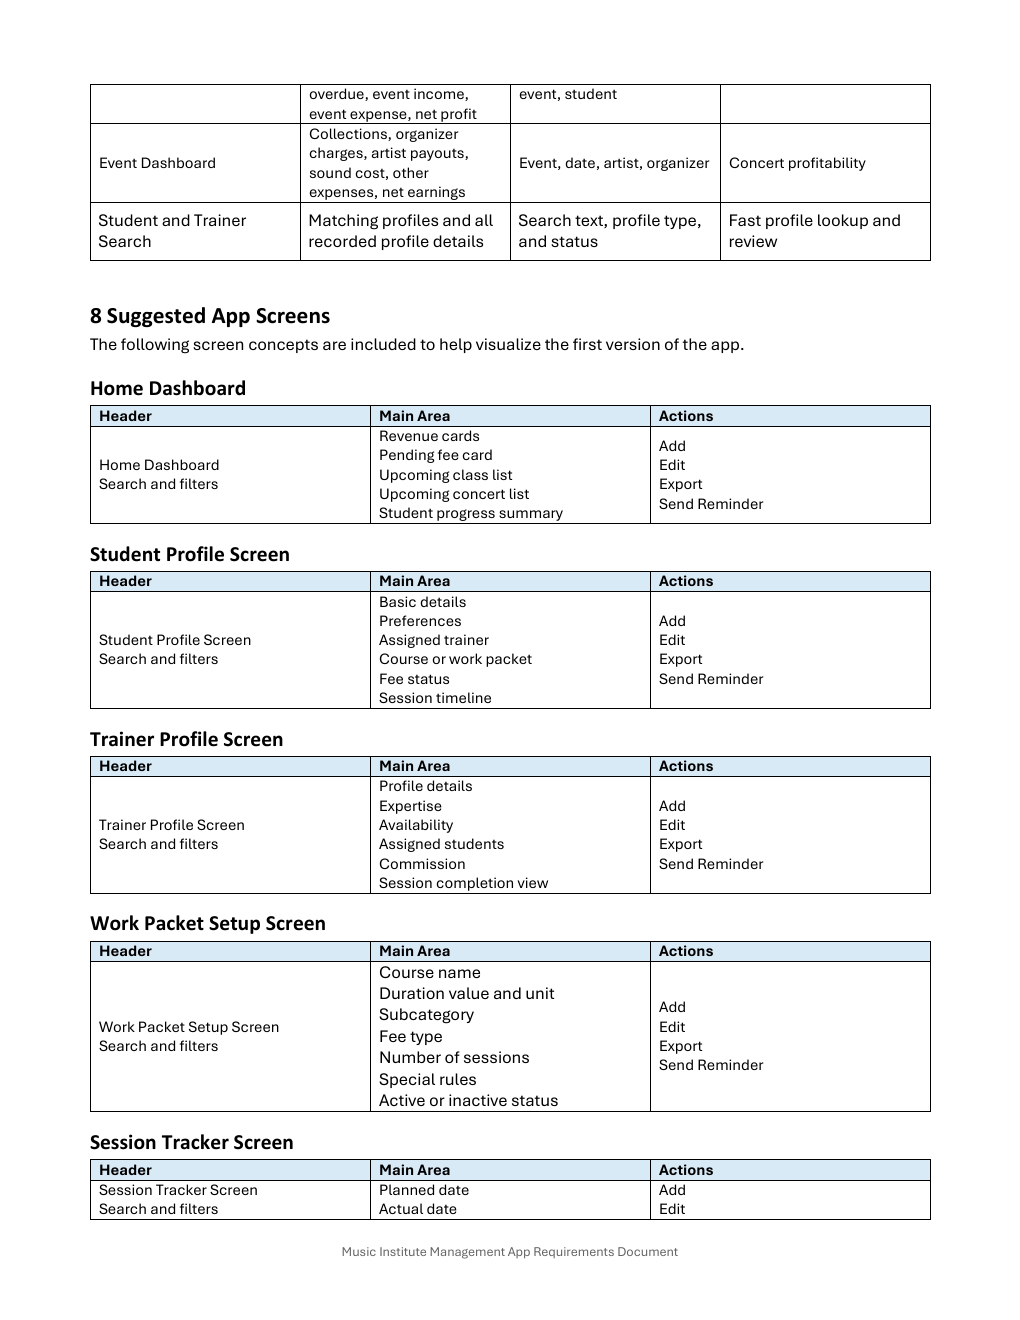 overdue, event income,
event expense, net profit
event, student
Event Dashboard
Collections, organizer
charges, artist payouts,
sound cost, other
expenses, net earnings
Event, date, artist, organizer
Concert profitability
Student and Trainer
Search
Matching profiles and all
recorded profile details
Search text, profile type,
and status
Fast profile lookup and
review
8 Suggested App Screens
The following screen concepts are included to help visualize the first version of the app.
Home Dashboard
Header
Main Area
Actions
Home Dashboard
Search and filters
Revenue cards
Pending fee card
Upcoming class list
Upcoming concert list
Student progress summary
Add
Edit
Export
Send Reminder
Student Profile Screen
Header
Main Area
Actions
Student Profile Screen
Search and filters
Basic details
Preferences
Assigned trainer
Course or work packet
Fee status
Session timeline
Add
Edit
Export
Send Reminder
Trainer Profile Screen
Header
Main Area
Actions
Trainer Profile Screen
Search and filters
Profile details
Expertise
Availability
Assigned students
Commission
Session completion view
Add
Edit
Export
Send Reminder
Work Packet Setup Screen
Header
Main Area
Actions
Work Packet Setup Screen
Search and filters
Course name
Duration value and unit
Subcategory
Fee type
Number of sessions
Special rules
Active or inactive status
Add
Edit
Export
Send Reminder
Session Tracker Screen
Header
Main Area
Actions
Session Tracker Screen
Search and filters
Planned date
Actual date
Add
Edit
Music Institute Management App Requirements Document